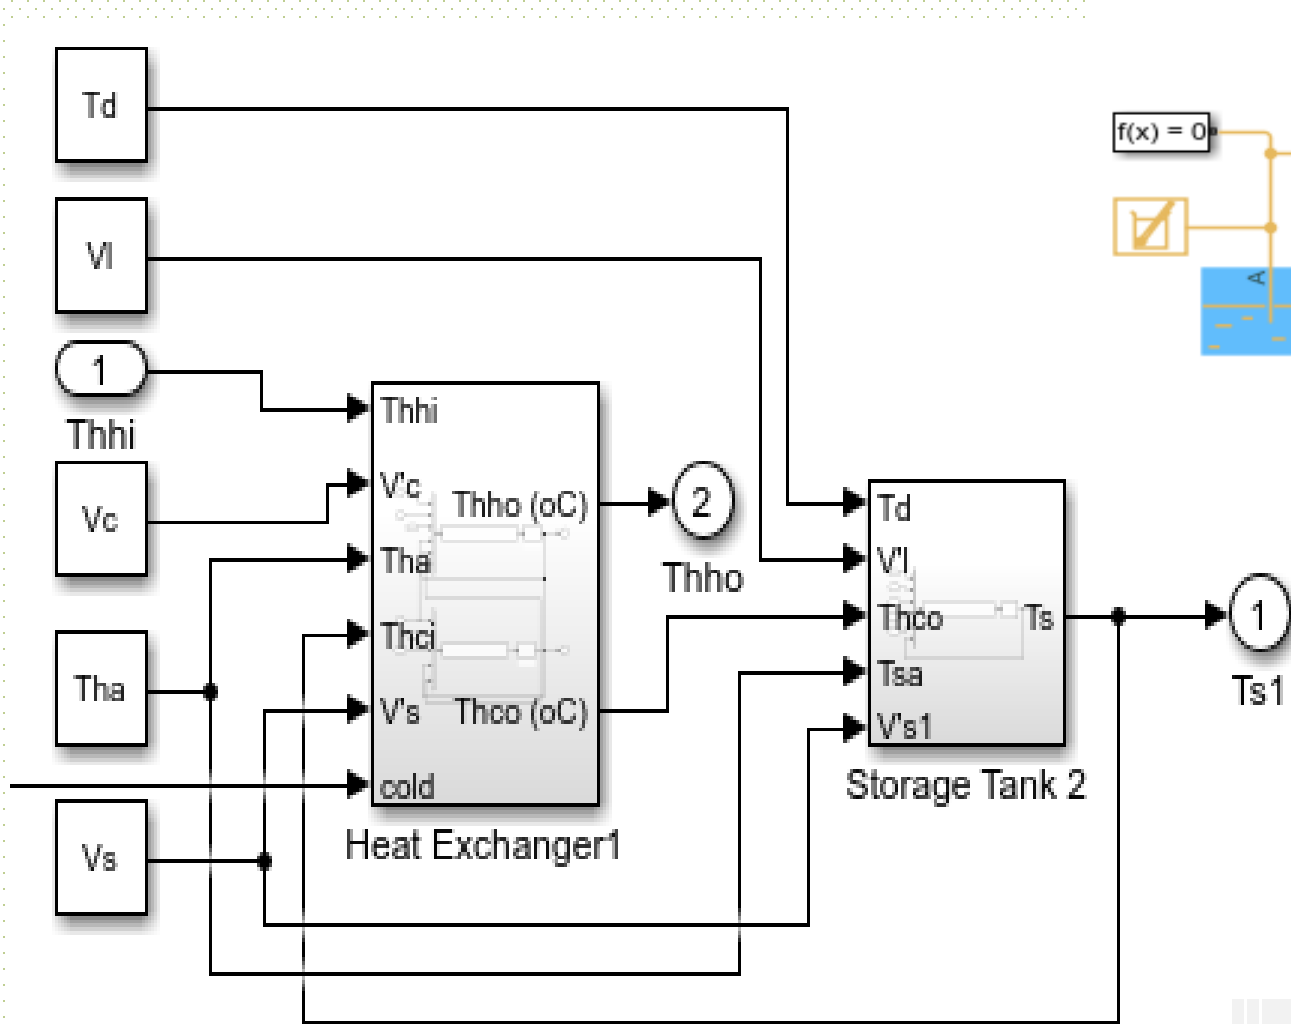 Td
f(x) = 0
Vl
A
1
Thhi
Vc
Tha
Vs
Thhi
V'c
Tha
Thci
V's
cold
Thho (oC)
Thco (oC)
Heat Exchanger1
2
Thho
Td
V'l
Thco
Tsa
V's1
Ts
Storage Tank 2
1
Ts1